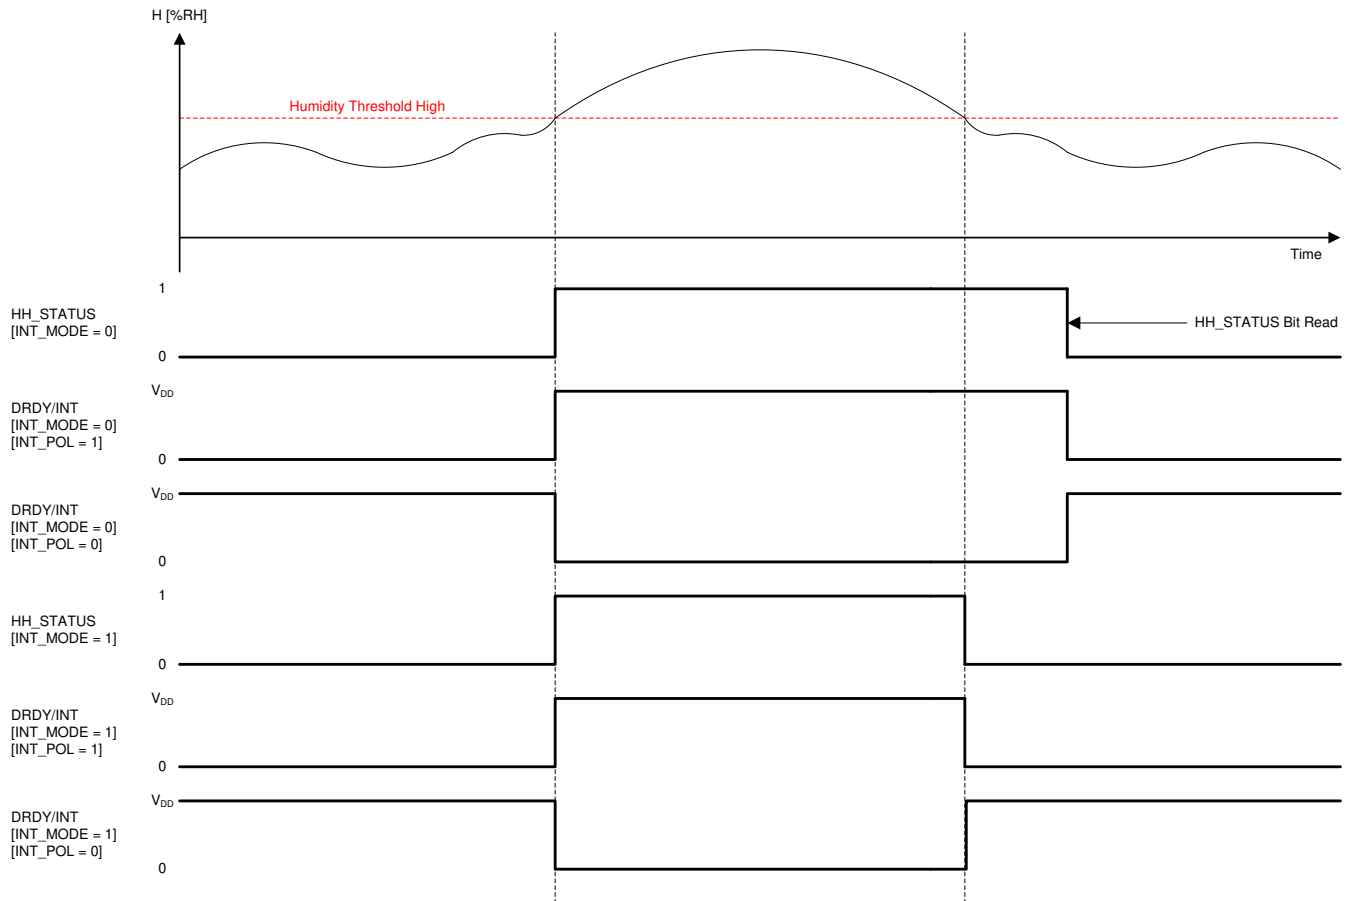 H [%RH]
Humidity Threshold High
Time
1
HH_STATUS
[INT_MODE = 0]
HH_STATUS Bit Read
0
VDD
DRDY/INT
[INT_MODE = 0]
[INT_POL = 1]
0
VDD
DRDY/INT
[INT_MODE = 0]
[INT_POL = 0]
0
1
HH_STATUS
[INT_MODE = 1]
0
VDD
DRDY/INT
[INT_MODE = 1]
[INT_POL = 1]
0
VDD
DRDY/INT
[INT_MODE = 1]
[INT_POL = 0]
0